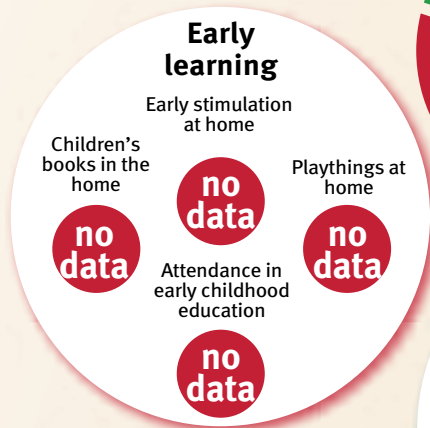 Early
learning
Early stimulation
at home
no
data
Children’s
books in the
home
no
data
Playthings at
home
no
data
Attendance in
early childhood
education
no
data